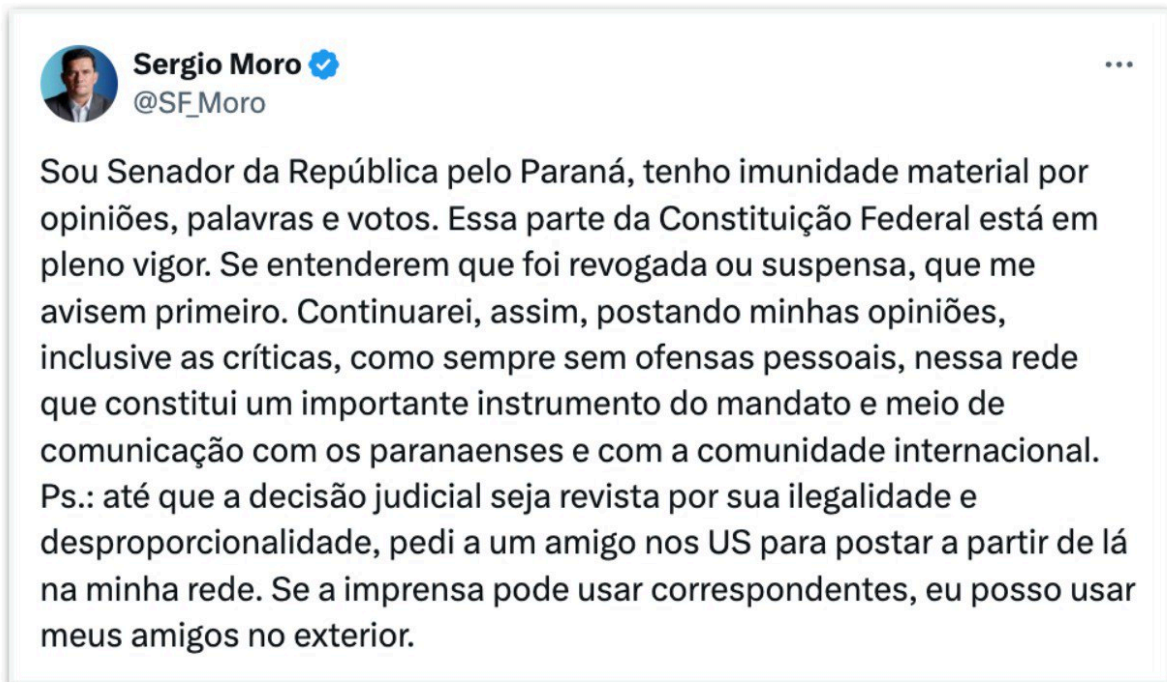 Sergio Moro
@SF_Moro
Sou Senador da República pelo Paraná, tenho imunidade material por
opiniões, palavras e votos. Essa parte da Constituição Federal está em
pleno vigor. Se entenderem que foi revogada ou suspensa, que me
avisem primeiro. Continuarei, assim, postando minhas opiniões,
inclusive as críticas, como sempre sem ofensas pessoais, nessa rede
que constitui um importante instrumento do mandato e meio de
comunicação com os paranaenses e com a comunidade internacional.
Ps.: até que a decisão judicial seja revista por sua ilegalidade e
desproporcionalidade, pedi a um amigo nos US para postar a partir de lá
na minha rede. Se a imprensa pode usar correspondentes, eu posso usar
meus amigos no exterior.